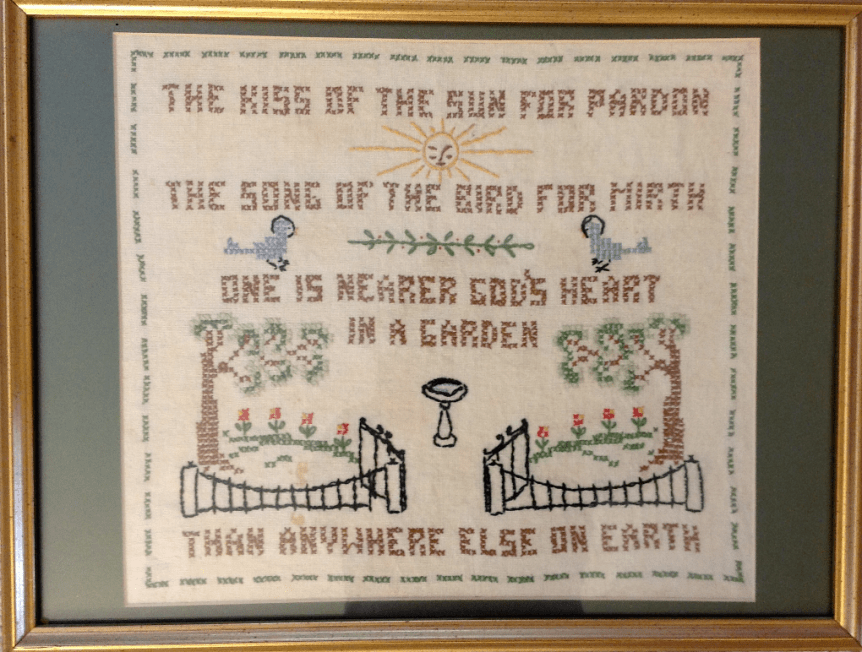 THE KISS OF THE SUN FOR PARDON
THE SONG OF THE BIRD FOR MIRTH
ONE IS NEARER GOD'S HEART
IN A GARDEN
THAN ANYWHERE ELSE ON EARTH